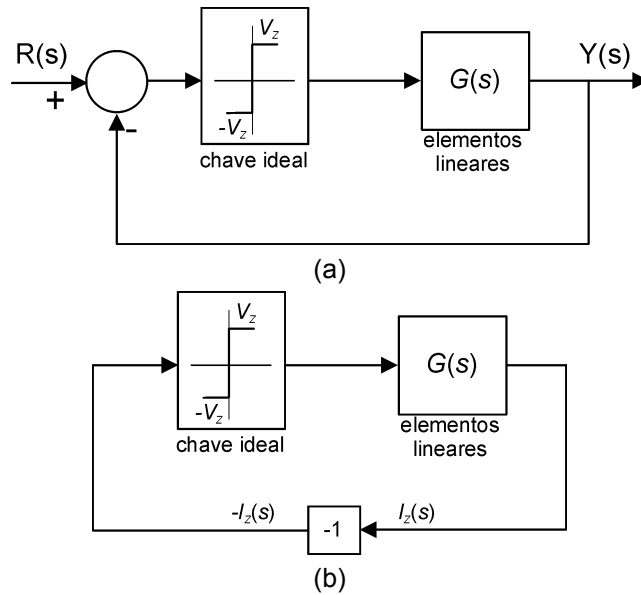 R(s)
+
-
V_Z
-V_Z
chave ideal
G(s)
elementos
lineares
Y(s)
(a)
V_Z
-V_Z
chave ideal
G(s)
elementos
lineares
-I_Z(s)
-1
I_Z(s)
(b)